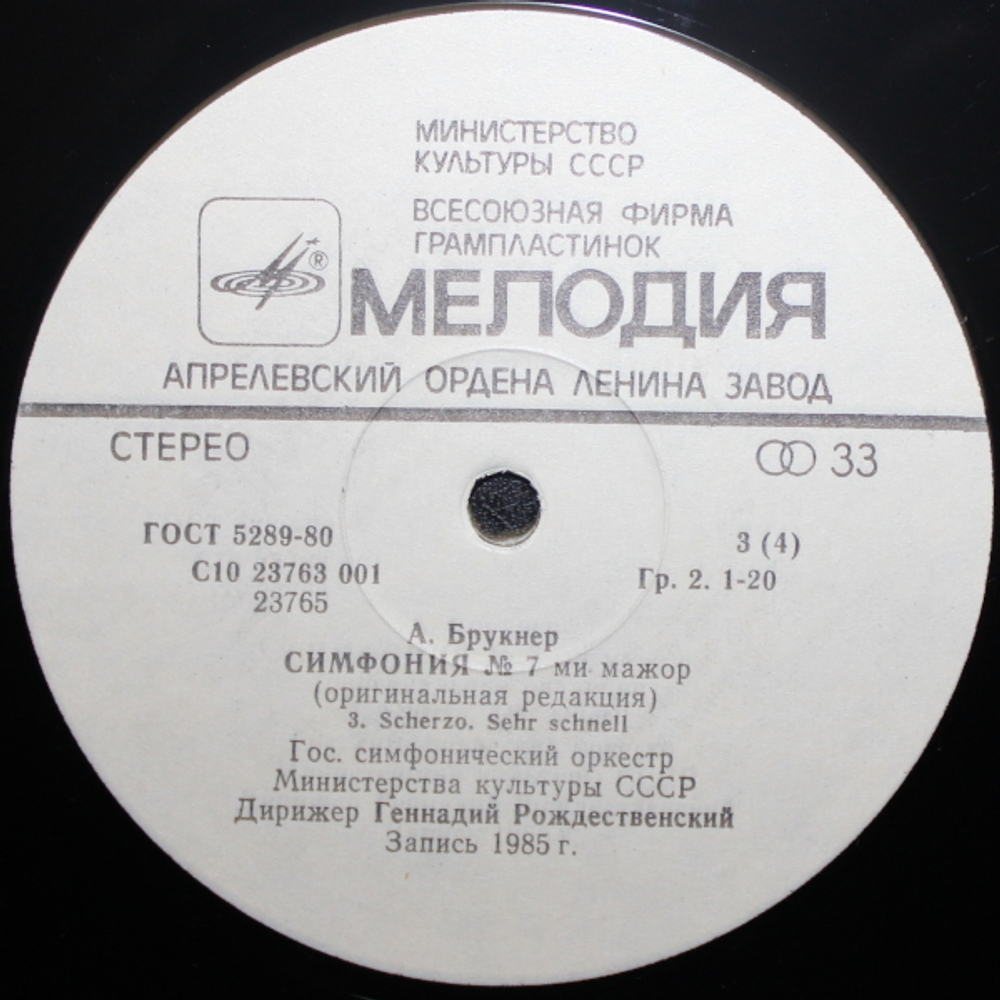 МИНИСТЕРСТВО
КУЛЬТУРЫ СССР
ВСЕСОЮЗНАЯ ФИРМА
ГРАМПЛАСТИНОК
®
МЕЛОДИЯ
АПРЕЛЕВСКИЙ ОРДЕНА ЛЕНИНА ЗАВОД
СТЕРЕО
33
ГОСТ 5289-80
3 (4)
С10 23763 001
Гр. 2. 1-20
23765
А. Брукнер
СИМФОНИЯ № 7 ми мажор
(оригинальная редакция)
3. Scherzo. Sehr schnell
Гос. симфонический оркестр
Министерства культуры СССР
Дирижер Геннадий Рождественский
Запись 1985 г.